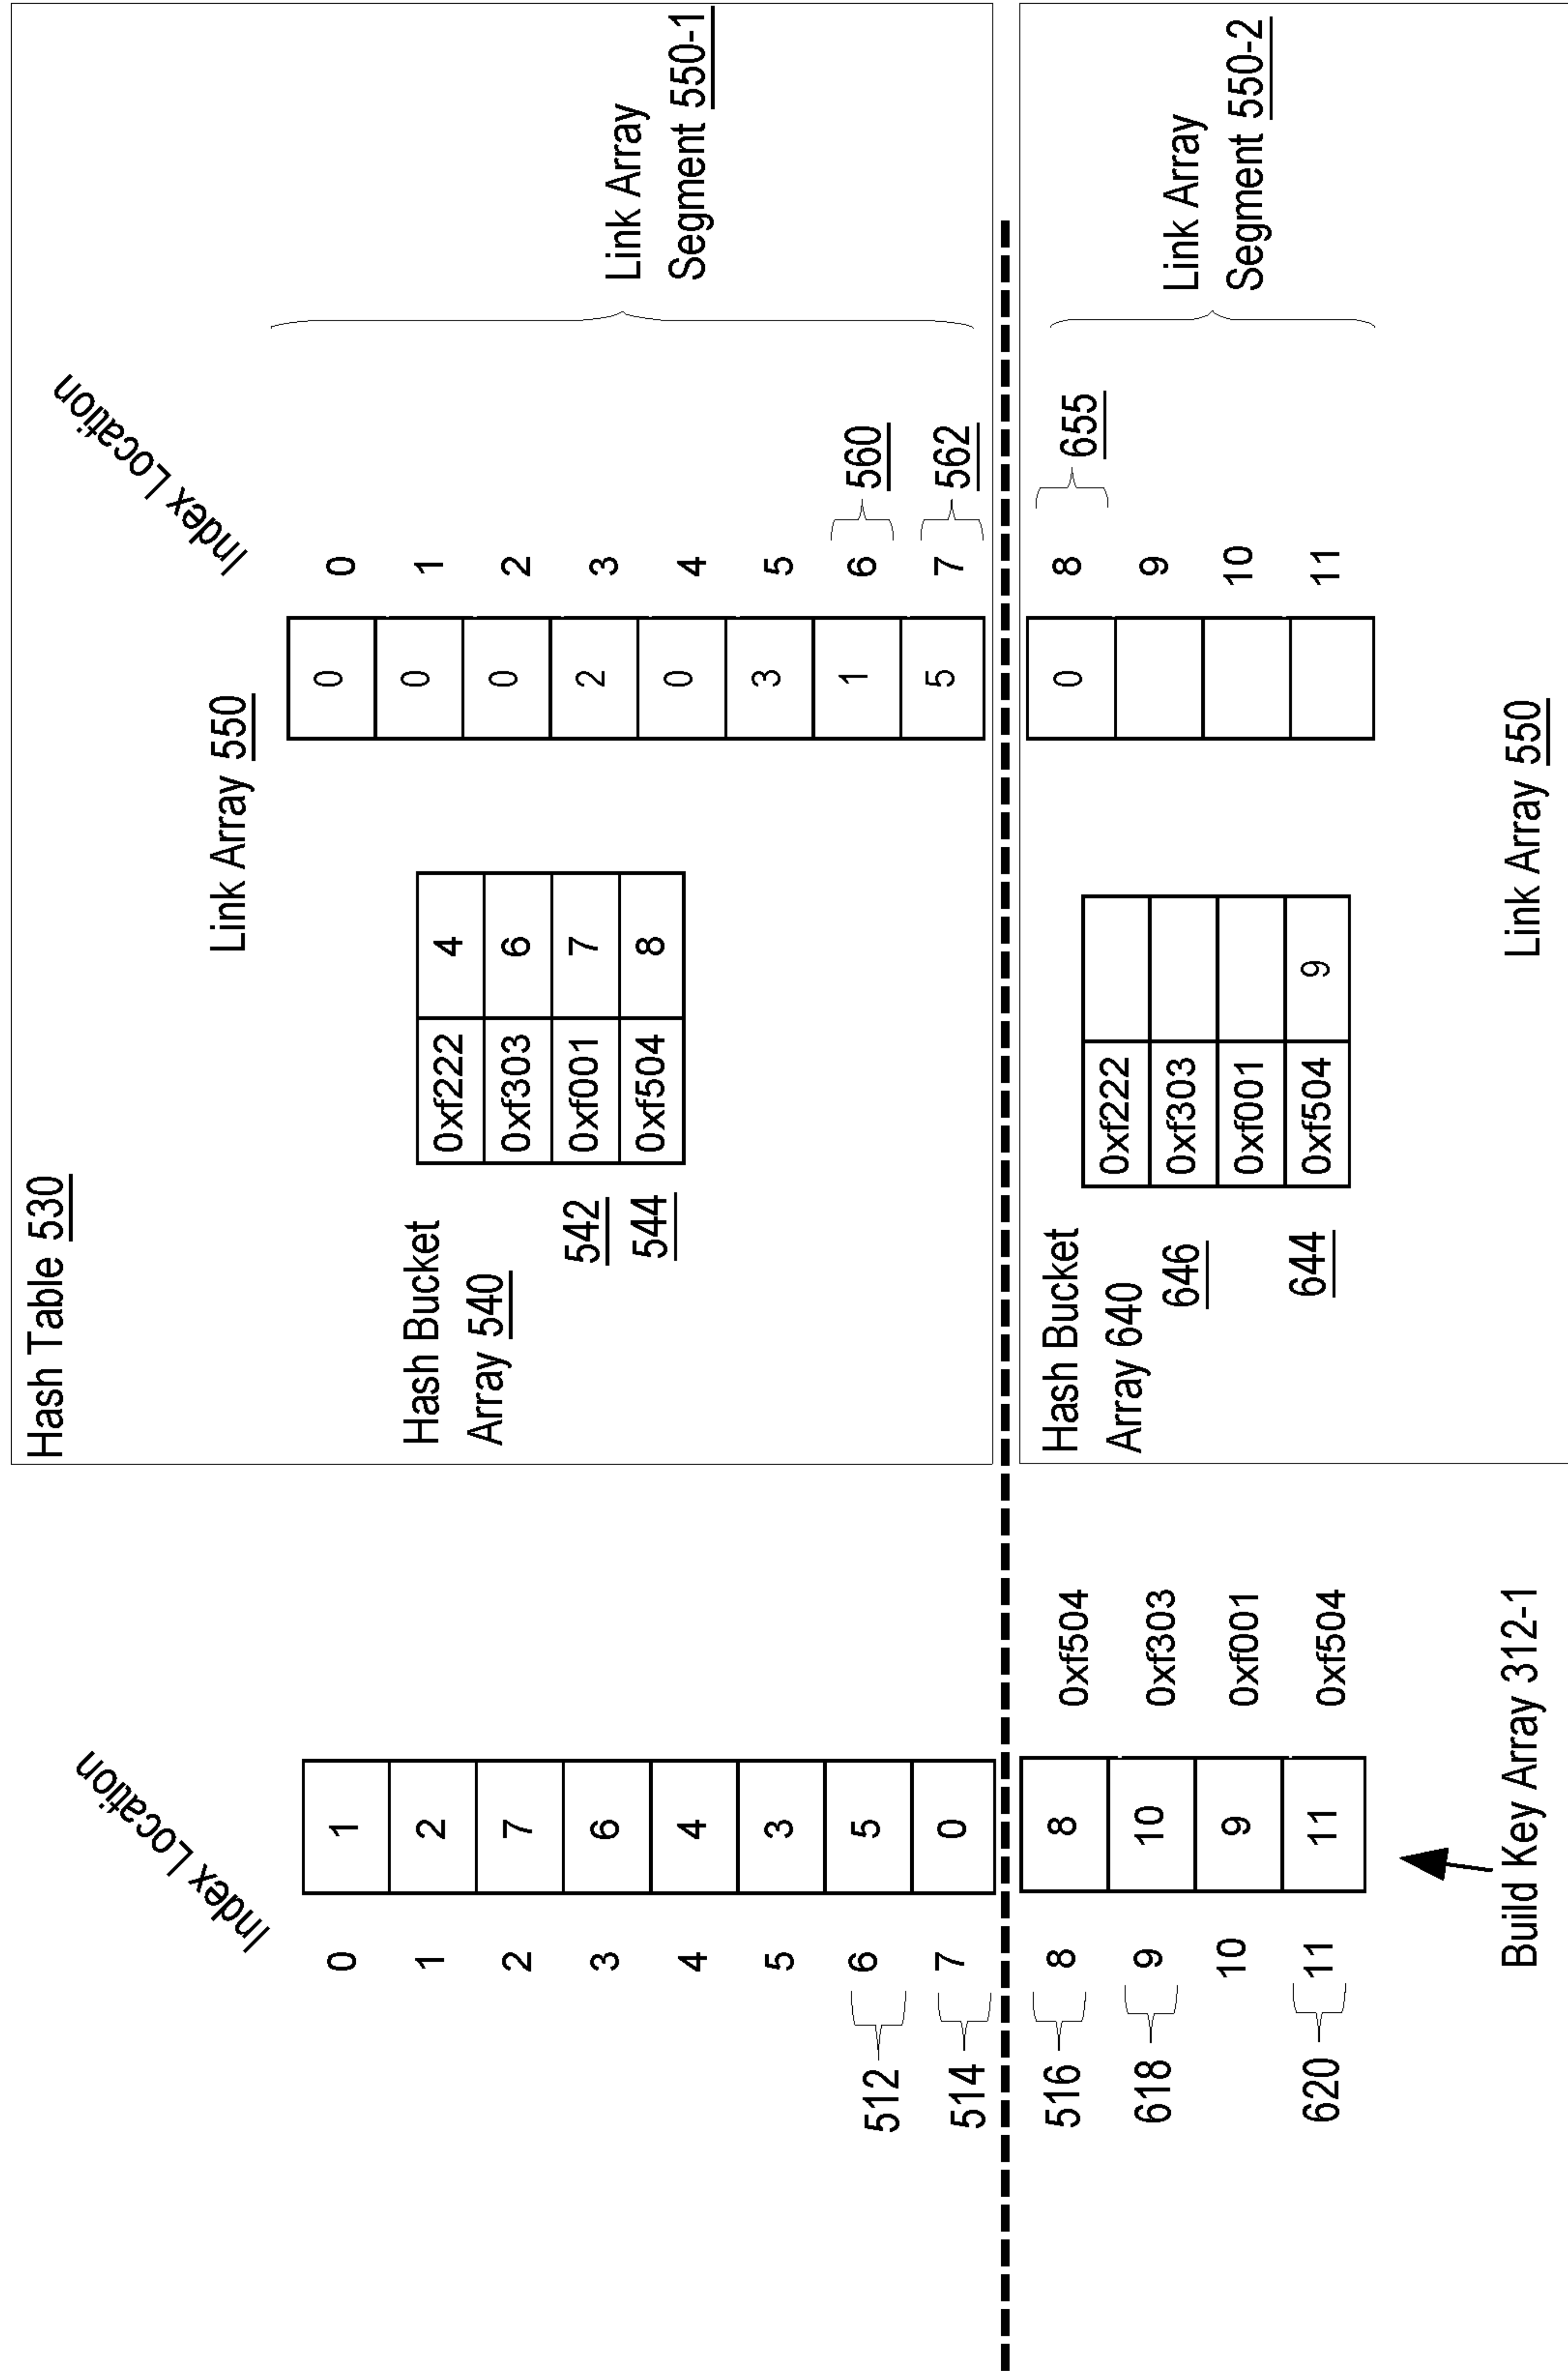 Hash Table 530
Index Location
Link Array 550
Index Location
0
1
2
3
4
5
6
7
1
2
7
6
4
3
5
0
512
514
Hash Bucket
Array 540
542
544
0xf222 4
0xf303 6
0xf001 7
0xf504 8
0
0
0
2
0
3
1
5
0
1
2
3
4
5
6
7
560
562
Link Array
Segment 550-1
516
618
620
8
9
10
11
8
10
9
11
0xf504
0xf303
0xf001
0xf504
Build Key Array 312-1
Hash Bucket
Array 640
646
644
0xf222
0xf303
0xf001
0xf504 9
0
8
9
10
11
655
Link Array
Segment 550-2
Link Array 550